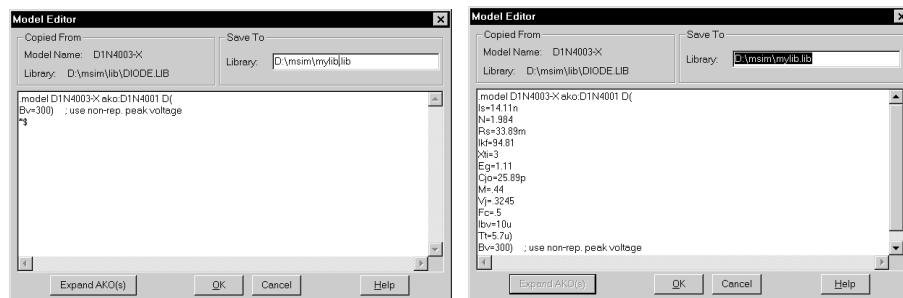 Model Editor
Copied From
Model Name: D1N4003-X
Library: D:\msim\lib\DIODE.LIB
Save To
Library: D:\msim\mylib.lib
.model D1N4003-X ako:D1N4001 D(
Bv=300) ; use non-rep. peak voltage
*$
Expand AKO(s)
OK
Cancel
Help
Model Editor
Copied From
Model Name: D1N4003-X
Library: D:\msim\lib\DIODE.LIB
Save To
Library: D:\msim\mylib.lib
.model D1N4003-X ako:D1N4001 D(
Is=14.11n
N=1.984
Rs=33.89m
Ikf=94.81
Xti=3
Eg=1.11
Cjo=25.89p
M=.44
Vj=.3245
Fc=.5
Ibv=10u
Tt=5.7u)
Bv=300) ; use non-rep. peak voltage
Expand AKO(s)
OK
Cancel
Help